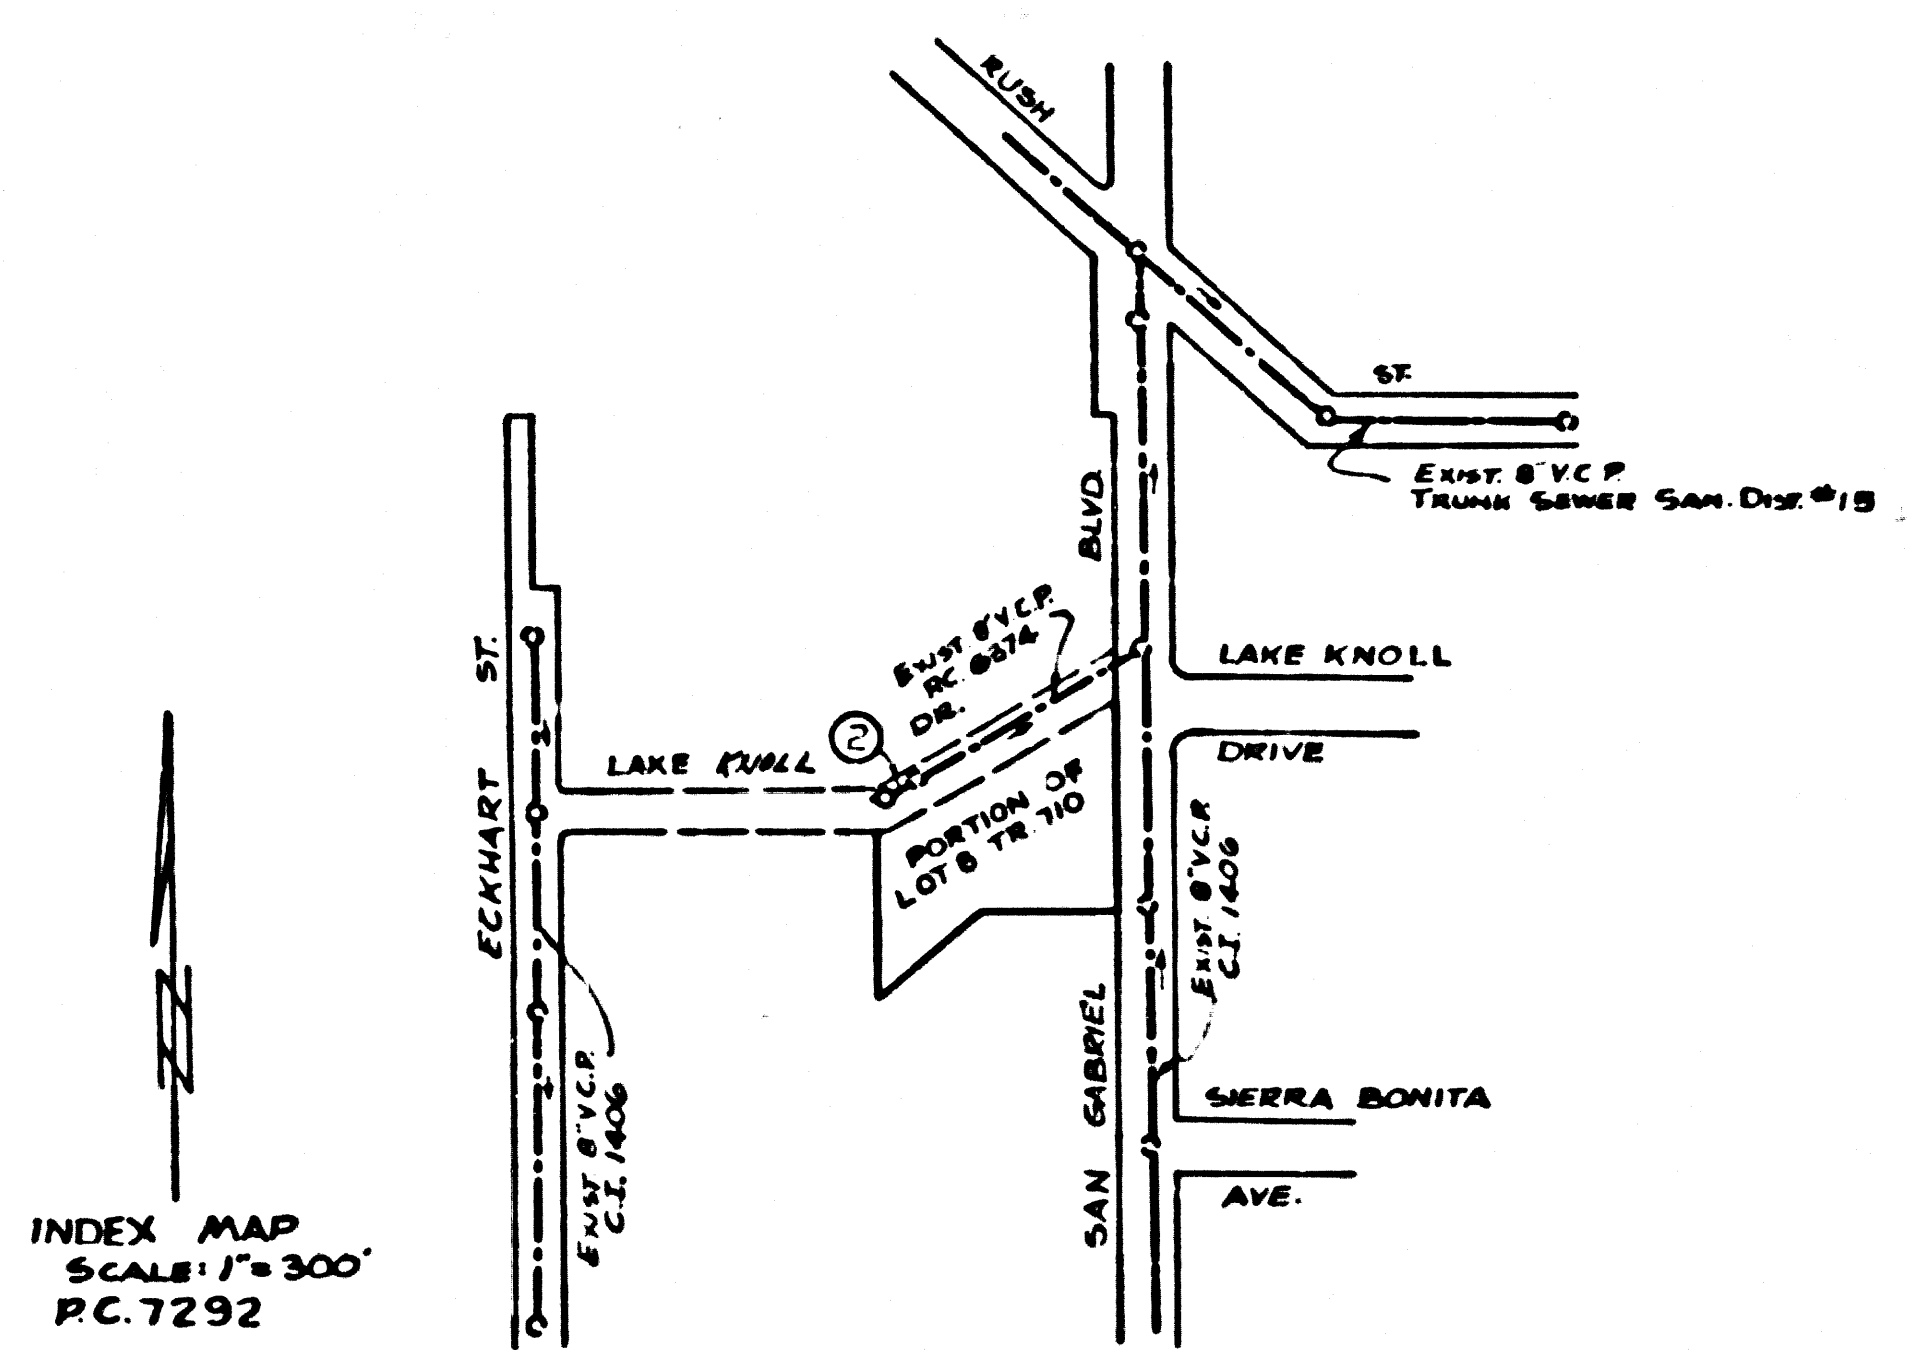 RUSH
ST.
EXIST. 8" V.C.P.
TRUNK SEWER SAN. DIST. #15
BLVD.
EXIST. 8" V.C.P.
P.C. 6374
DR.
LAKE KNOLL
DRIVE
ECKHART ST.
LAKE KNOLL
2
PORTION OF
LOT 8 TR. 710
EXIST. 8" V.C.P.
C.I. 1406
SAN GABRIEL
SIERRA BONITA
AVE.
EXIST 8" V.C.P.
C.I. 1406
N
INDEX MAP
SCALE: 1" = 300'
P.C. 7292